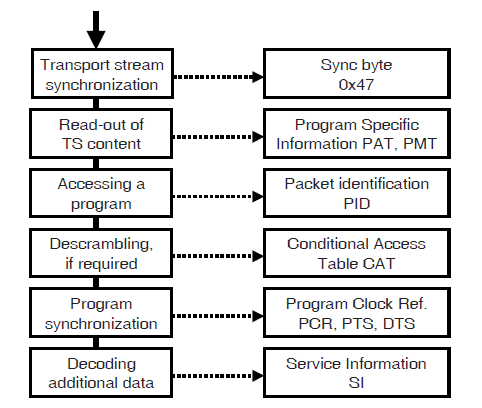 Transport stream
synchronization
Sync byte
0x47
Read-out of
TS content
Program Specific
Information PAT, PMT
Accessing a
program
Packet identification
PID
Descrambling,
if required
Conditional Access
Table CAT
Program
synchronization
Program Clock Ref.
PCR, PTS, DTS
Decoding
additional data
Service Information
SI